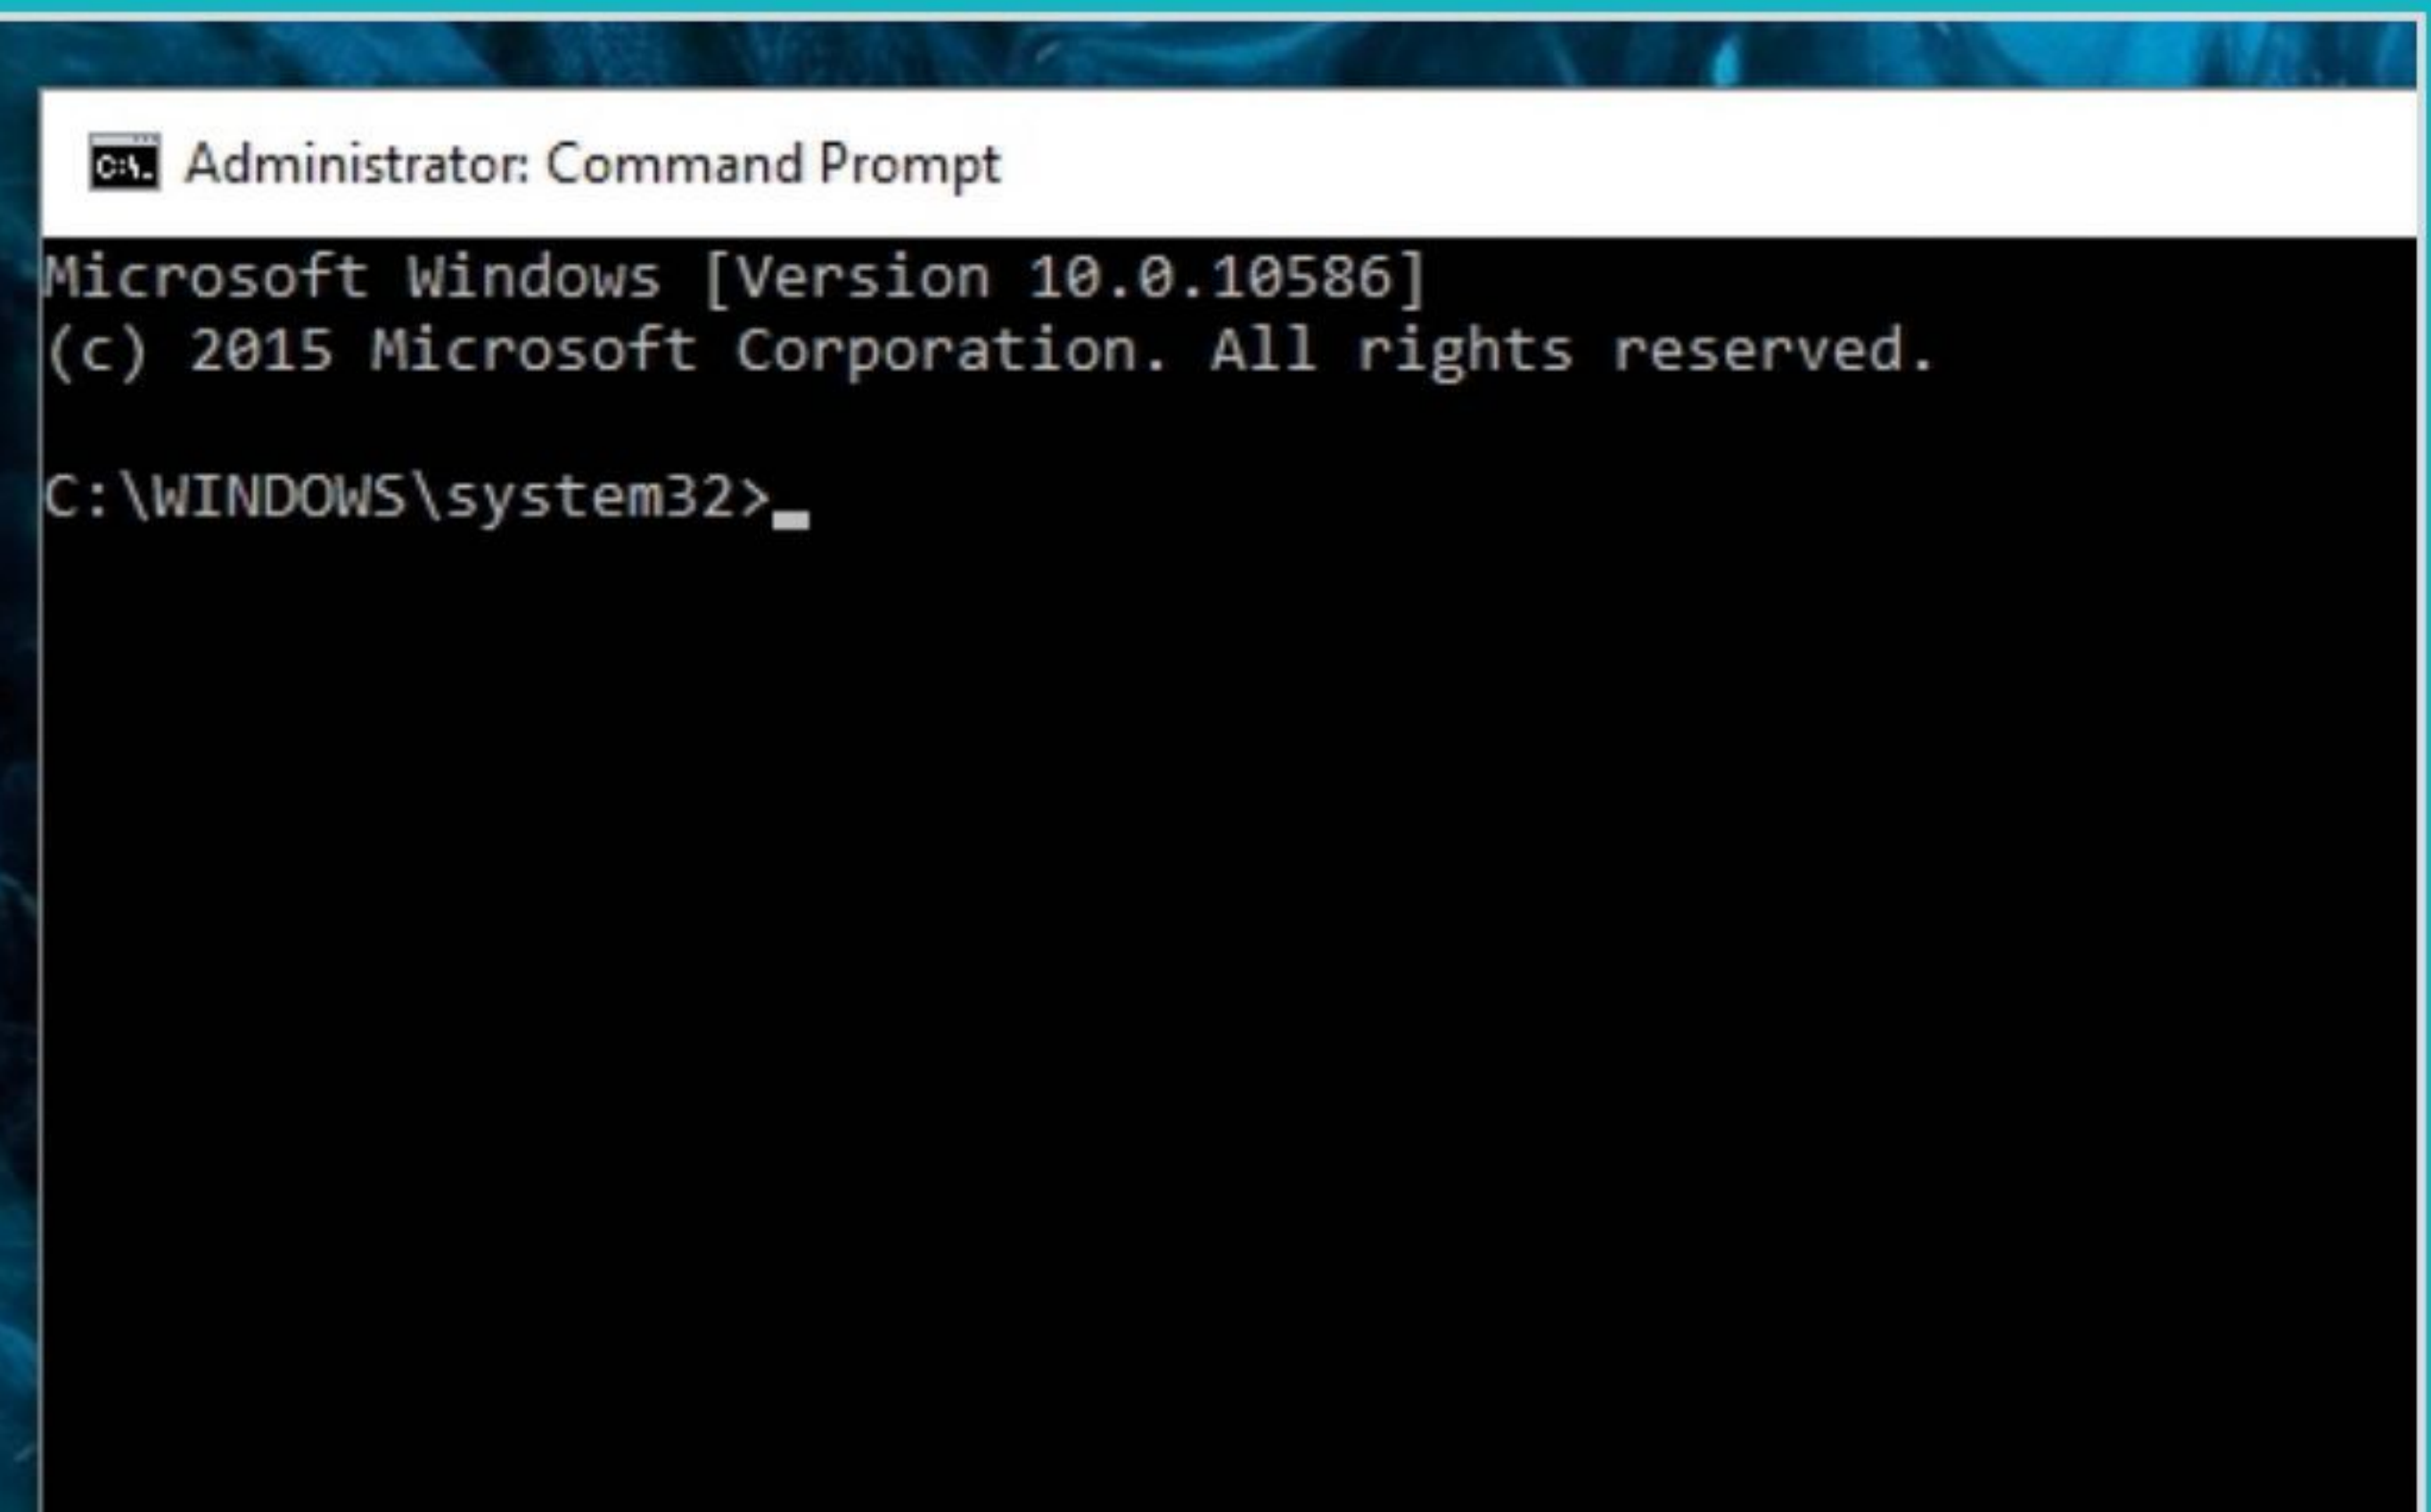 C:\.
Administrator: Command Prompt
Microsoft Windows [Version 10.0.10586]
(c) 2015 Microsoft Corporation. All rights reserved.
C:\WINDOWS\system32>